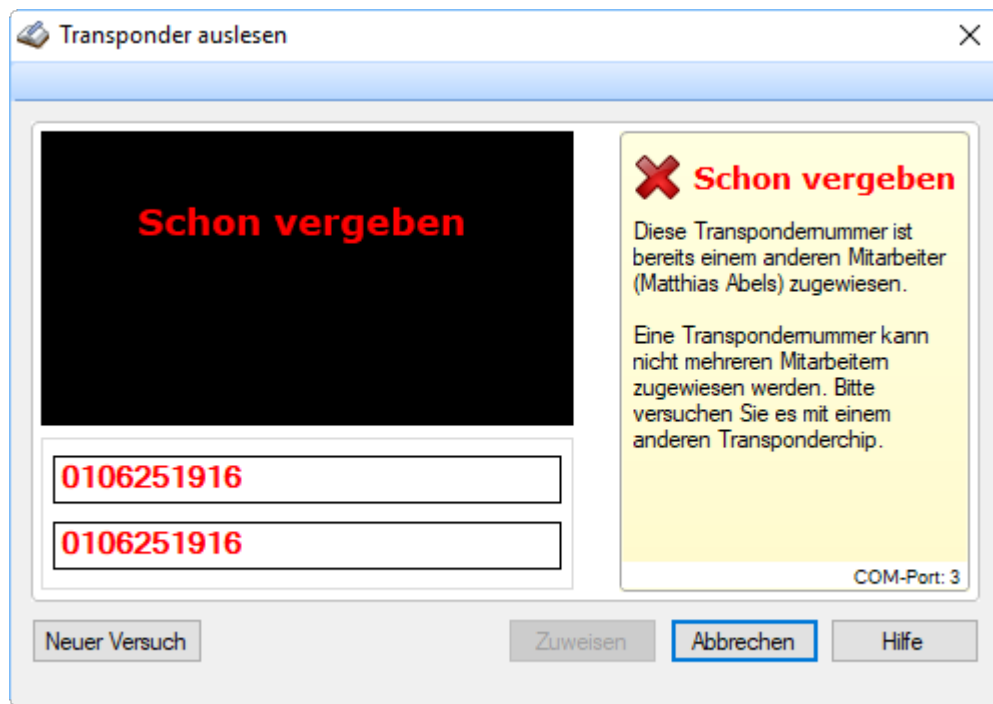 Transponder auslesen
Schon vergeben
0106251916
0106251916
Schon vergeben
Diese Transpondernummer ist
bereits einem anderen Mitarbeiter
(Matthias Abels) zugewiesen.
Eine Transpondernummer kann
nicht mehreren Mitarbeitern
zugewiesen werden. Bitte
versuchen Sie es mit einem
anderen Transponderchip.
COM-Port: 3
Neuer Versuch
Zuweisen
Abbrechen
Hilfe